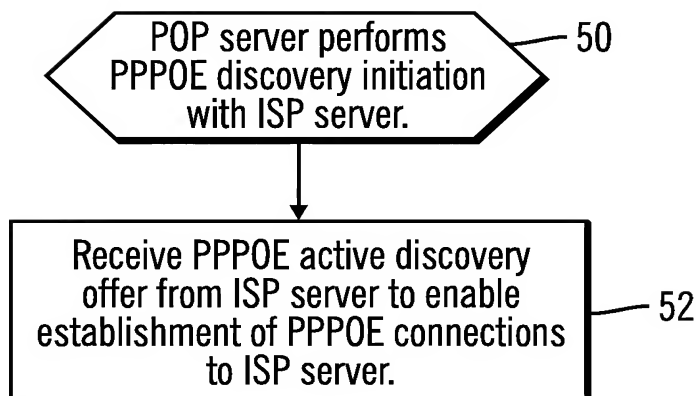 POP server performs
PPPOE discovery initiation
with ISP server.
50
Receive PPPOE active discovery
offer from ISP server to enable
establishment of PPPOE connections
to ISP server.
52